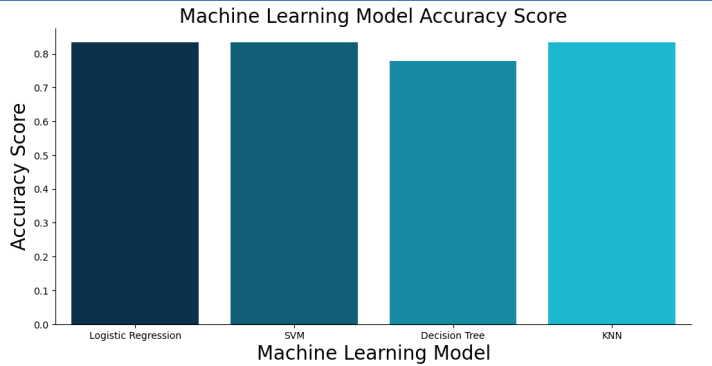 Machine Learning Model Accuracy Score
Accuracy Score
0.8
0.7
0.6
0.5
0.4
0.3
0.2
0.1
0.0
Logistic Regression SVM Decision Tree KNN
Machine Learning Model